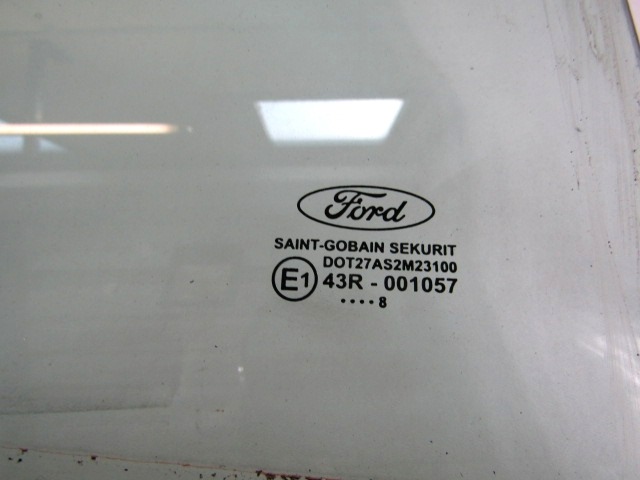 Ford
SAINT-GOBAIN SEKURIT
DOT27AS2M23100
E1 43R - 001057
•••• 8